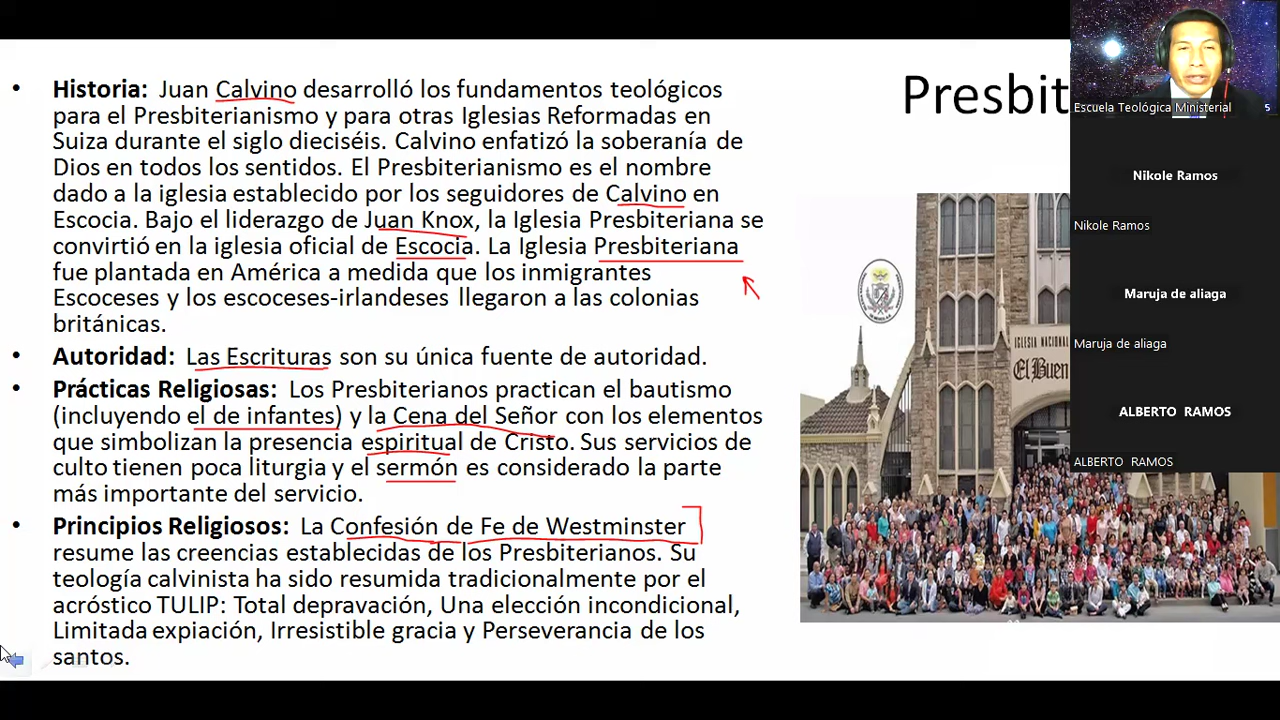 • Historia: Juan Calvino desarrolló los fundamentos teológicos
para el Presbiterianismo y para otras Iglesias Reformadas en
Suiza durante el siglo dieciséis. Calvino enfatizó la soberanía de
Dios en todos los sentidos. El Presbiterianismo es el nombre
dado a la iglesia establecido por los seguidores de Calvino en
Escocia. Bajo el liderazgo de Juan Knox, la Iglesia Presbiteriana se
convirtió en la iglesia oficial de Escocia. La Iglesia Presbiteriana
fue plantada en América a medida que los inmigrantes
Escoceses y los escoceses-irlandeses llegaron a las colonias
británicas.
• Autoridad: Las Escrituras son su única fuente de autoridad.
• Prácticas Religiosas: Los Presbiterianos practican el bautismo
(incluyendo el de infantes) y la Cena del Señor con los elementos
que simbolizan la presencia espiritual de Cristo. Sus servicios de
culto tienen poca liturgia y el sermón es considerado la parte
más importante del servicio.
• Principios Religiosos: La Confesión de Fe de Westminster
resume las creencias establecidas de los Presbiterianos. Su
teología calvinista ha sido resumida tradicionalmente por el
acróstico TULIP: Total depravación, Una elección incondicional,
Limitada expiación, Irresistible gracia y Perseverancia de los
santos.
Presbit
IGLESIA NACIONAL
El Buen
Escuela Teológica Ministerial
5
Nikole Ramos
Nikole Ramos
Maruja de aliaga
Maruja de aliaga
ALBERTO RAMOS
ALBERTO RAMOS